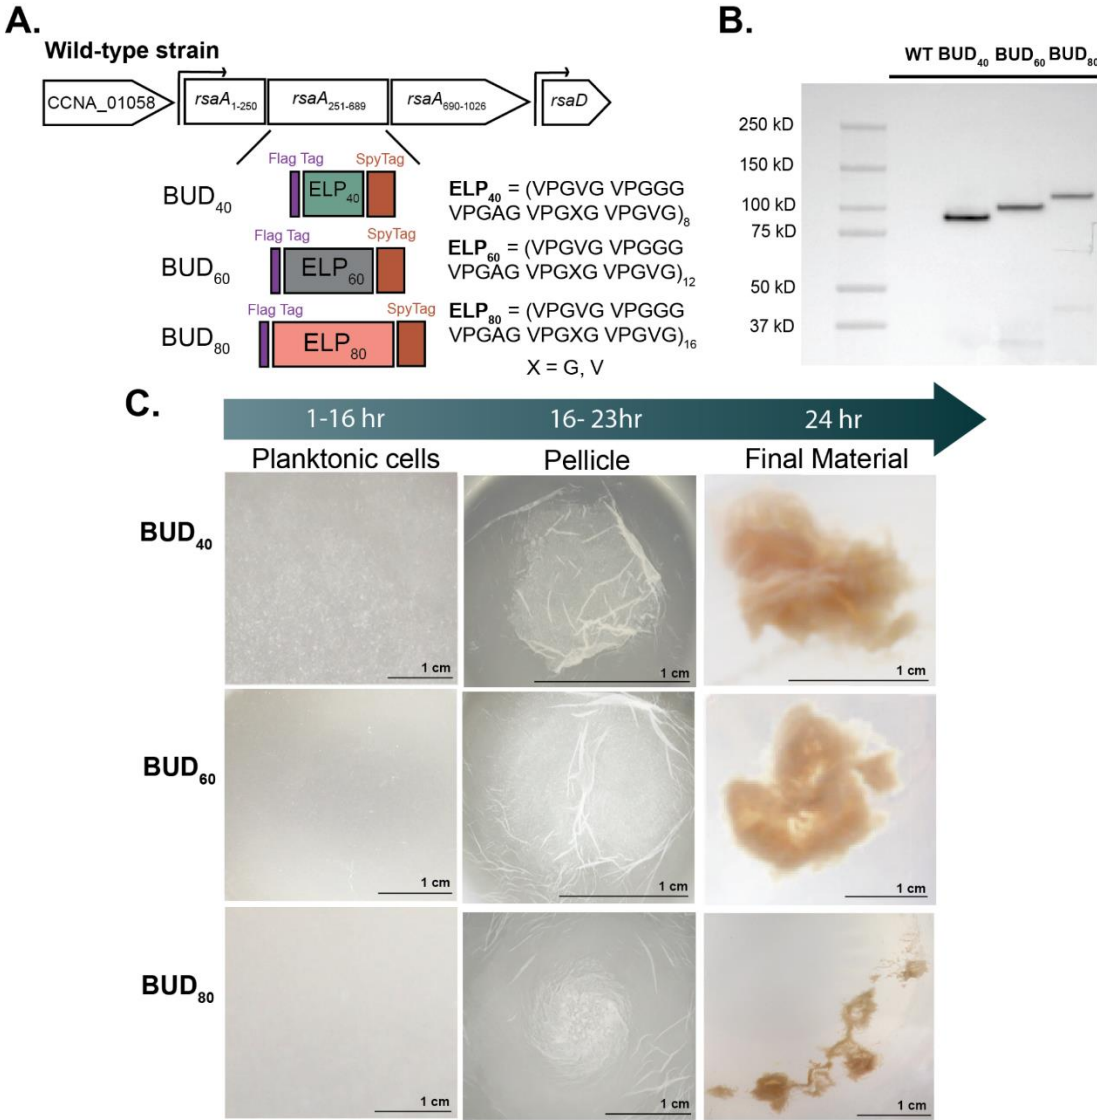 A.
Wild-type strain
CCNA_01058
rsaA1-250
rsaA251-689
rsaA690-1026
rsaD
Flag Tag
SpyTag
BUD40
ELP40
ELP40 = (VPGVG VPGGG
VPGAG VPGXG VPGVG)8
Flag Tag
SpyTag
BUD60
ELP60
ELP60 = (VPGVG VPGGG
VPGAG VPGXG VPGVG)12
Flag Tag
SpyTag
BUD80
ELP80
ELP80 = (VPGVG VPGGG
VPGAG VPGXG VPGVG)16
X = G, V
B.
WT BUD40 BUD60 BUD80
250 kD
150 kD
100 kD
75 kD
50 kD
37 kD
C.
1-16 hr
16- 23hr
24 hr
Planktonic cells
Pellicle
Final Material
BUD40
1 cm
1 cm
1 cm
BUD60
1 cm
1 cm
1 cm
BUD80
1 cm
1 cm
1 cm